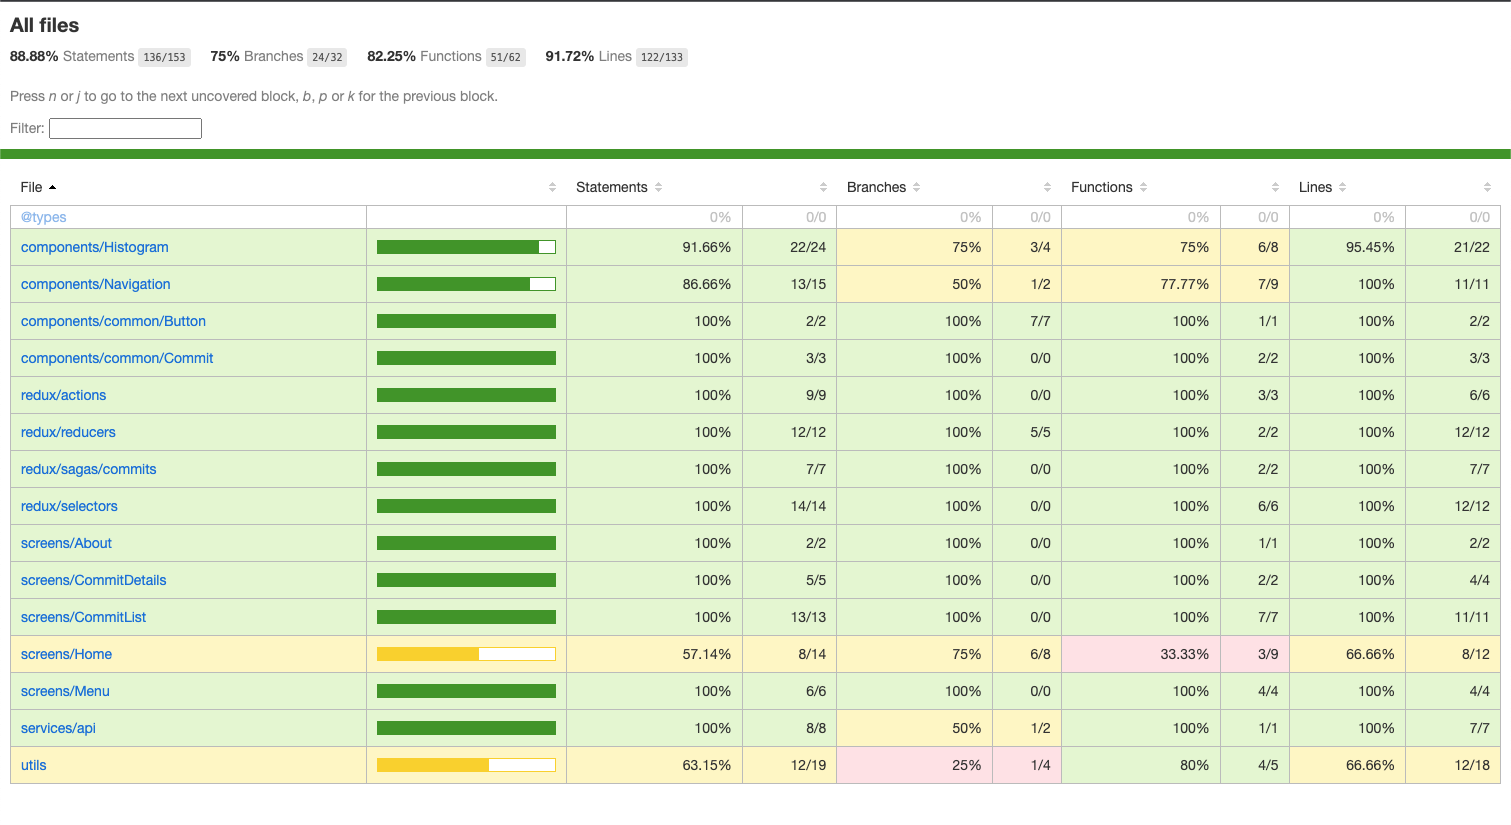 All files
88.88% Statements 136/153 75% Branches 24/32 82.25% Functions 51/62 91.72% Lines 122/133
Press n or j to go to the next uncovered block, b, p or k for the previous block.
Filter:
File Statements Branches Functions Lines
@types 0% 0/0 0% 0/0 0% 0/0 0% 0/0
components/Histogram 91.66% 22/24 75% 3/4 75% 6/8 95.45% 21/22
components/Navigation 86.66% 13/15 50% 1/2 77.77% 7/9 100% 11/11
components/common/Button 100% 2/2 100% 7/7 100% 1/1 100% 2/2
components/common/Commit 100% 3/3 100% 0/0 100% 2/2 100% 3/3
redux/actions 100% 9/9 100% 0/0 100% 3/3 100% 6/6
redux/reducers 100% 12/12 100% 5/5 100% 2/2 100% 12/12
redux/sagas/commits 100% 7/7 100% 0/0 100% 2/2 100% 7/7
redux/selectors 100% 14/14 100% 0/0 100% 6/6 100% 12/12
screens/About 100% 2/2 100% 0/0 100% 1/1 100% 2/2
screens/CommitDetails 100% 5/5 100% 0/0 100% 2/2 100% 4/4
screens/CommitList 100% 13/13 100% 0/0 100% 7/7 100% 11/11
screens/Home 57.14% 8/14 75% 6/8 33.33% 3/9 66.66% 8/12
screens/Menu 100% 6/6 100% 0/0 100% 4/4 100% 4/4
services/api 100% 8/8 50% 1/2 100% 1/1 100% 7/7
utils 63.15% 12/19 25% 1/4 80% 4/5 66.66% 12/18